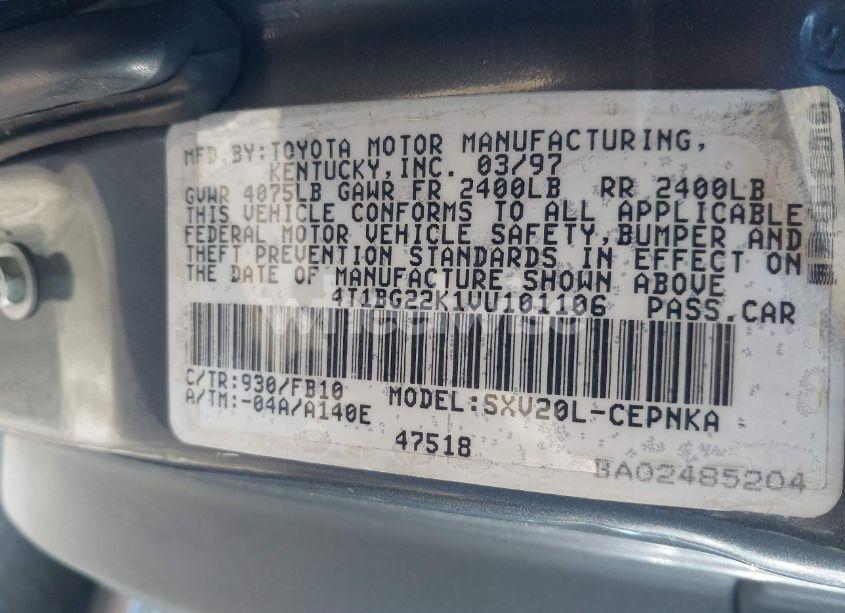 MFD.BY:TOYOTA MOTOR MANUFACTURING,
KENTUCKY,INC. 03/97
GVWR 4075LB GAWR FR 2400LB RR 2400LB
THIS VEHICLE CONFORMS TO ALL APPLICABLE
FEDERAL MOTOR VEHICLE SAFETY,BUMPER AND
THEFT PREVENTION STANDARDS IN EFFECT ON
THE DATE OF MANUFACTURE SHOWN ABOVE
4T1BG22K1VU101106 PASS.CAR
C/TR:930/FB10 MODEL:SXV20L-CEPNKA
A/TM:-04A/A140E
47518
BA02485204